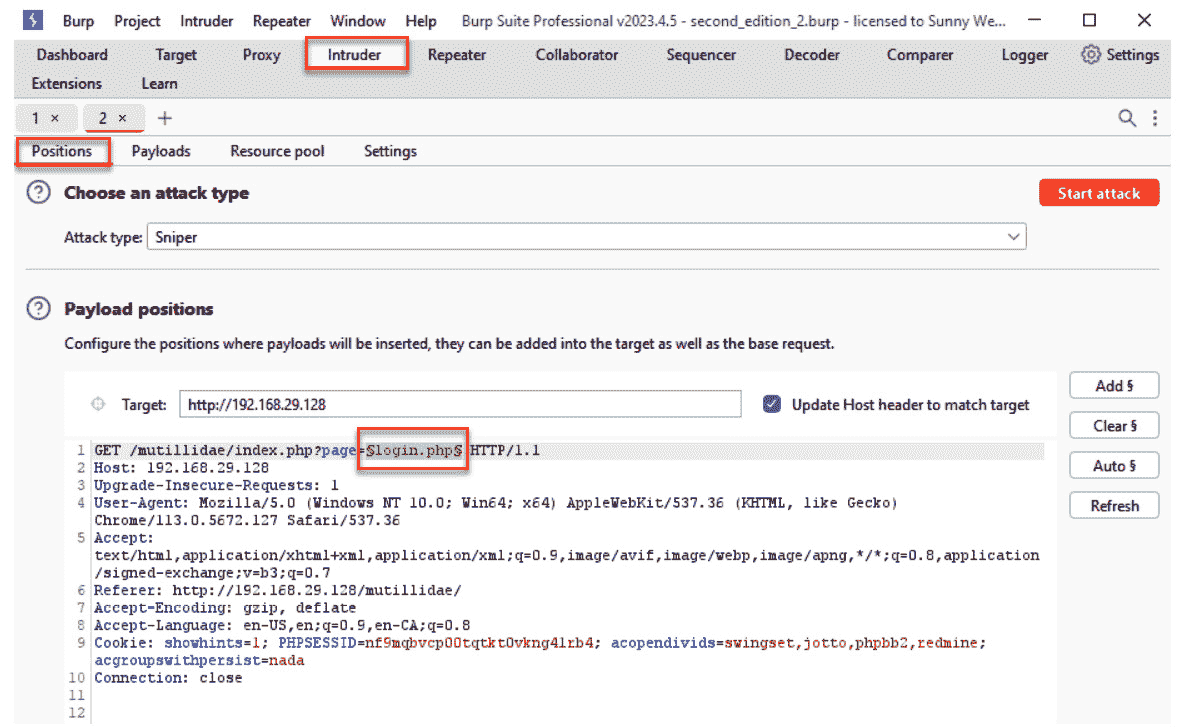 Burp Project Intruder Repeater Window Help Burp Suite Professional v2023.4.5 - second_edition_2.burp - licensed to Sunny We...
Dashboard Target Proxy Intruder Repeater Collaborator Sequencer Decoder Comparer Logger Settings
Extensions Learn
1 × 2 × +
Positions Payloads Resource pool Settings
? Choose an attack type Start attack
Attack type: Sniper
? Payload positions
Configure the positions where payloads will be inserted, they can be added into the target as well as the base request.
Add §
Target: http://192.168.29.128 Update Host header to match target
Clear §
Auto §
Refresh
1 GET /mutillidae/index.php?page=§login.php§ HTTP/1.1
2 Host: 192.168.29.128
3 Upgrade-Insecure-Requests: 1
4 User-Agent: Mozilla/5.0 (Windows NT 10.0; Win64; x64) AppleWebKit/537.36 (KHTML, like Gecko)
Chrome/113.0.5672.127 Safari/537.36
5 Accept:
text/html,application/xhtml+xml,application/xml;q=0.9,image/avif,image/webp,image/apng,*/*;q=0.8,application
/signed-exchange;v=b3;q=0.7
6 Referer: http://192.168.29.128/mutillidae/
7 Accept-Encoding: gzip, deflate
8 Accept-Language: en-US,en;q=0.9,en-CA;q=0.8
9 Cookie: showhints=1; PHPSESSID=nf9mqbvcp00tqtkt0vkng4lrb4; acopendivids=swingset,jotto,phpbb2,redmine;
acgroupswithpersist=nada
10 Connection: close
11
12